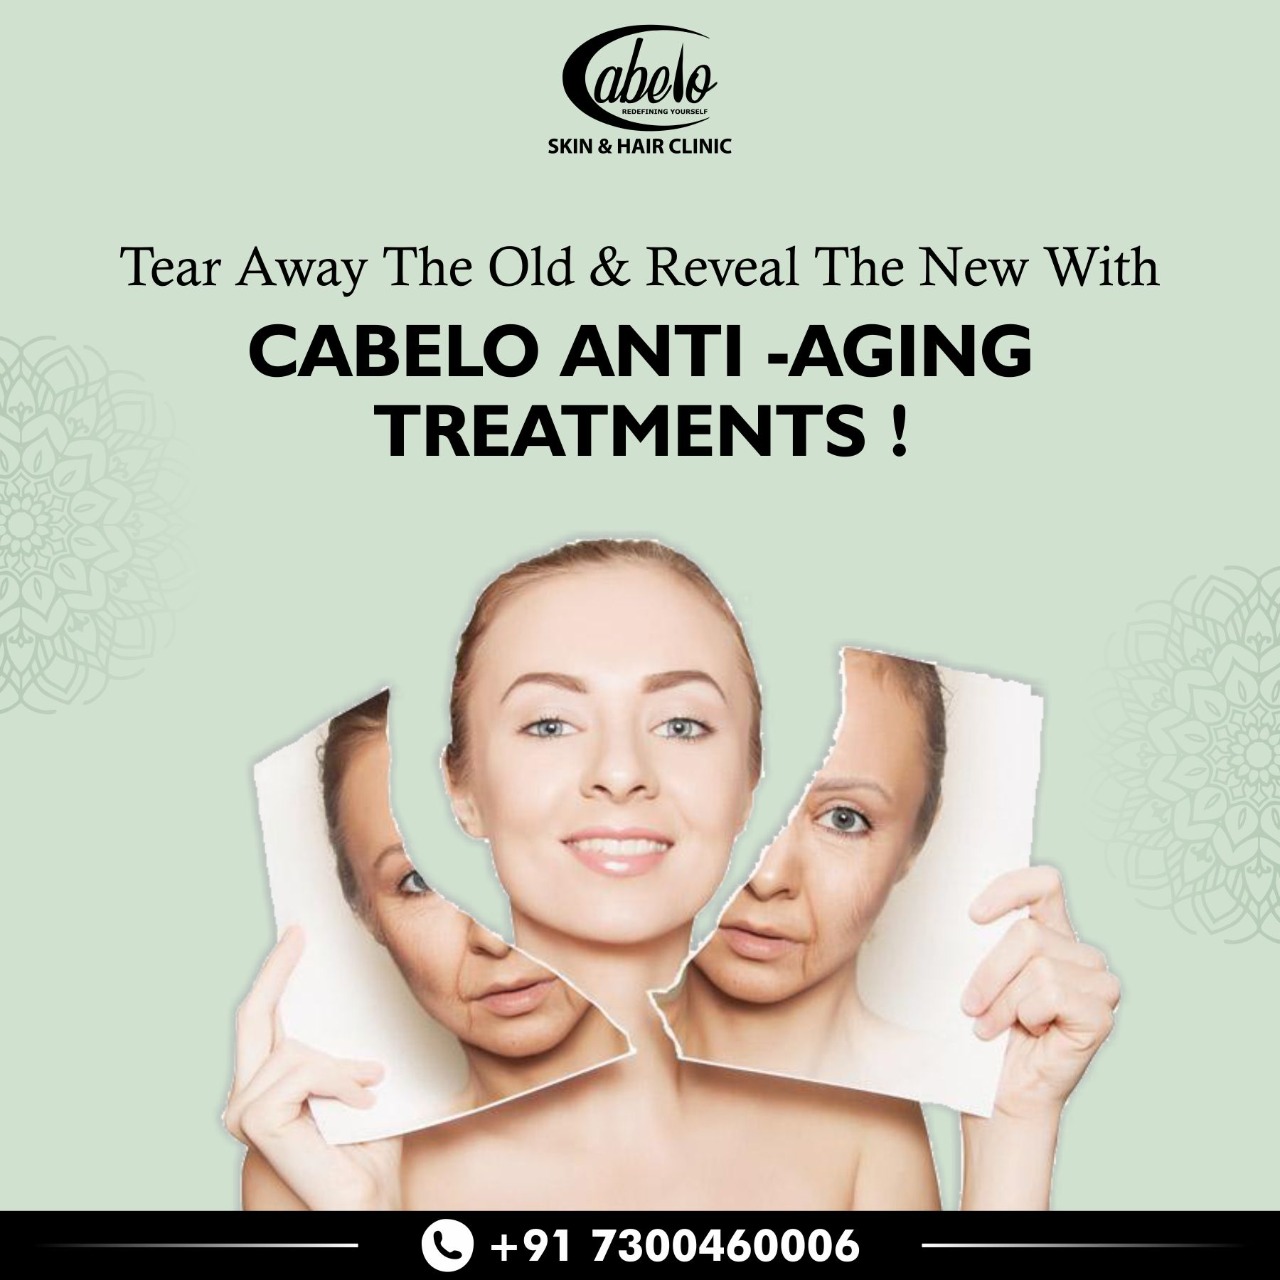 Cabelo
REDEFINING YOURSELF
SKIN & HAIR CLINIC
Tear Away The Old & Reveal The New With
CABELO ANTI -AGING
TREATMENTS !
+91 7300460006